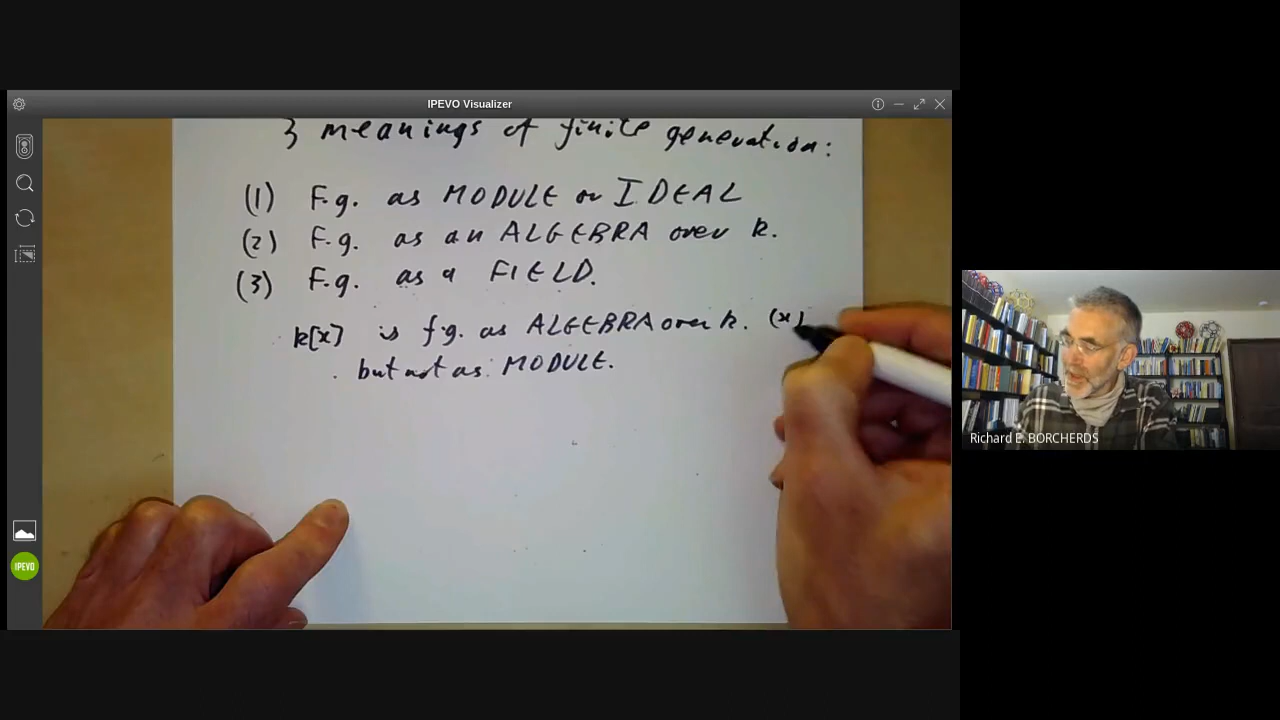 IPEVO Visualizer
3 meanings of finite generation:
(1) F.g. as MODULE or IDEAL
(2) F.g. as an ALGEBRA over k.
(3) F.g. as a FIELD.
k[x] is f.g. as ALGEBRA over k. (x)
but not as MODULE.
Richard E. BORCHERDS
IPEVO